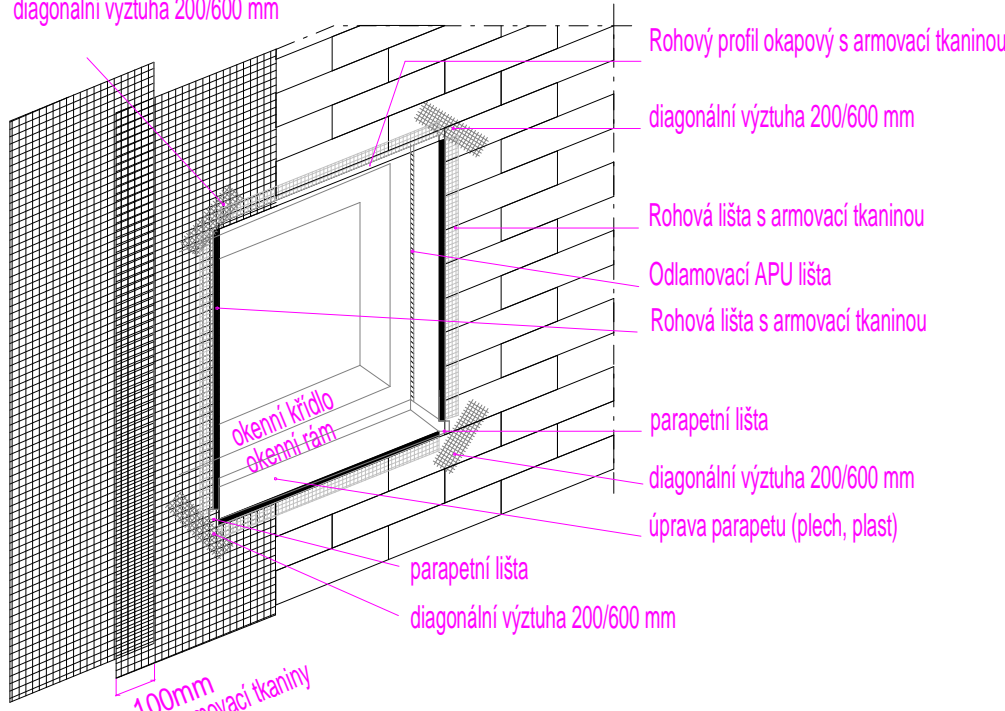 diagonální výztuha 200/600 mm
Rohový profil okapový s armovací tkaninou
diagonální výztuha 200/600 mm
Rohová lišta s armovací tkaninou
Odlamovací APU lišta
Rohová lišta s armovací tkaninou
okenní křídlo
okenní rám
parapetní lišta
diagonální výztuha 200/600 mm
úprava parapetu (plech, plast)
parapetní lišta
diagonální výztuha 200/600 mm
100mm
tkaniny